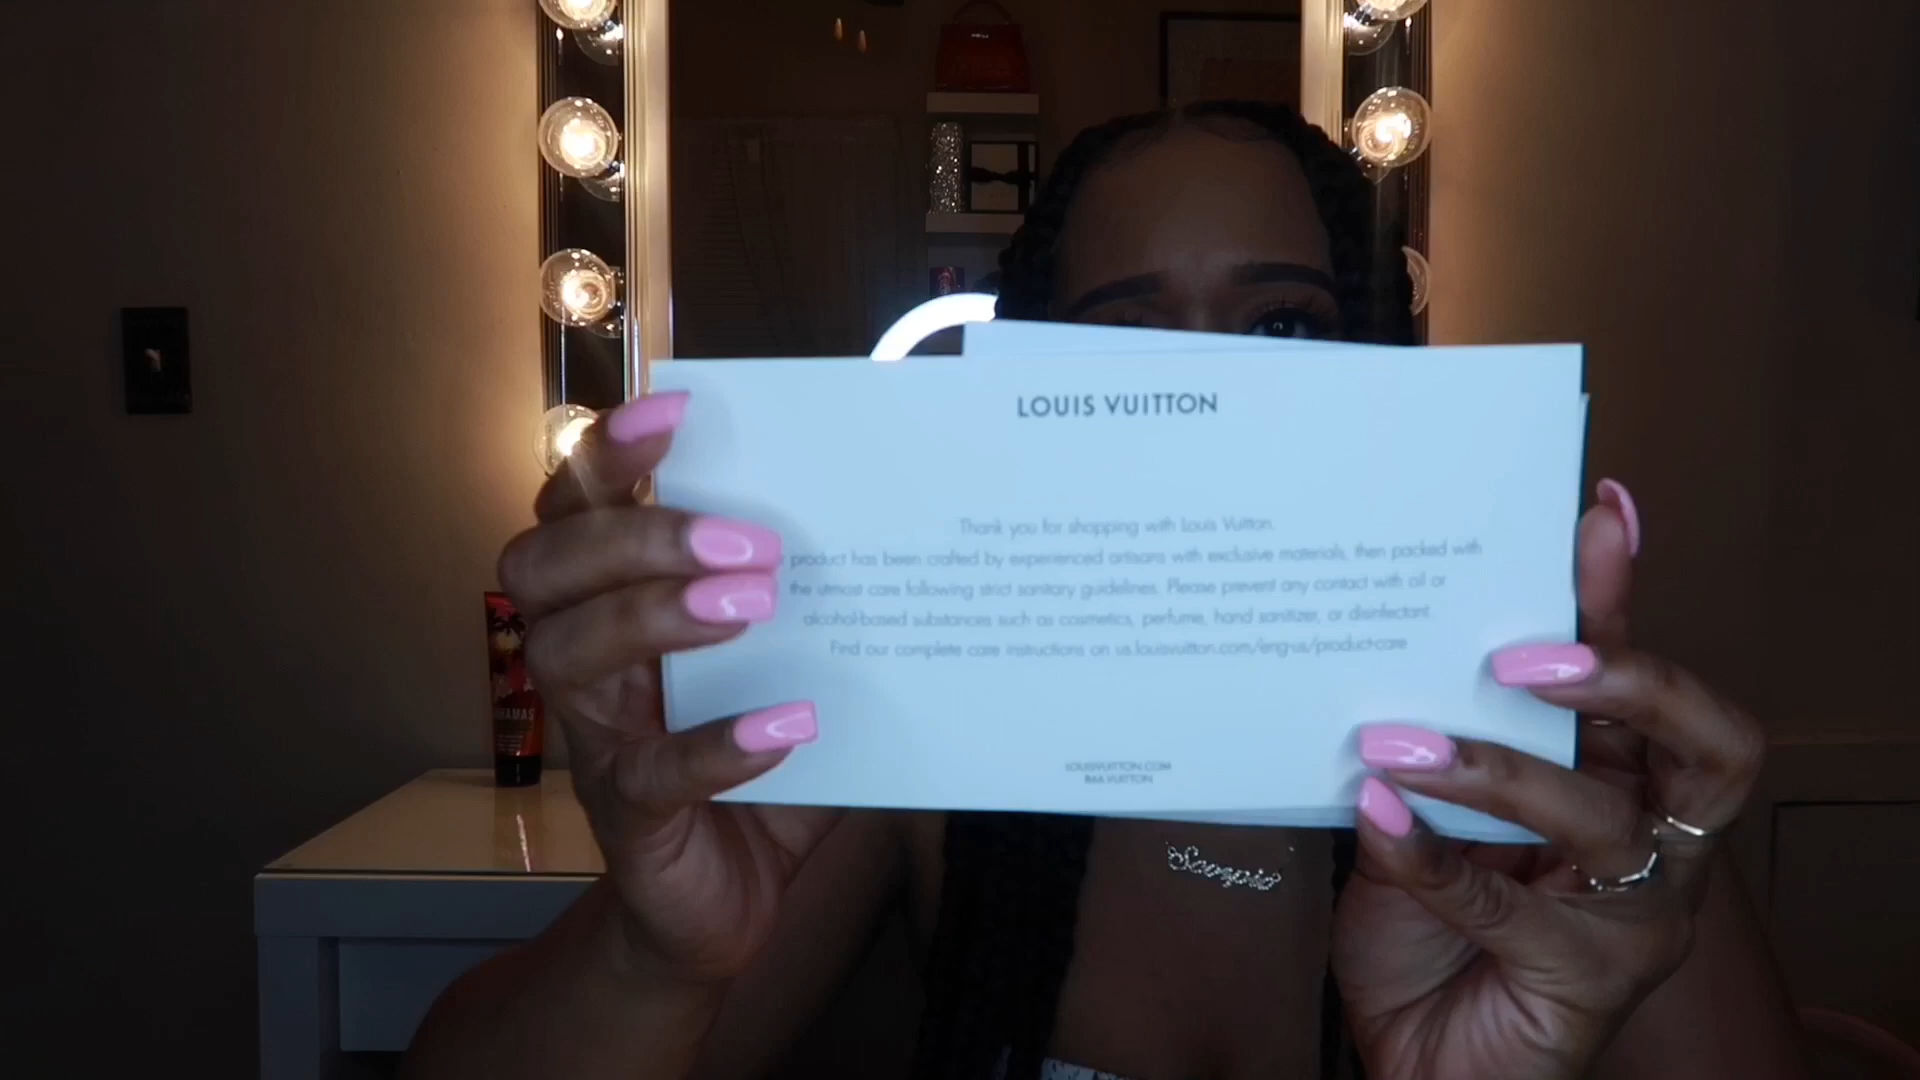 LOUIS VUITTON
Thank you for shopping with Louis Vuitton.
product has been crafted by experienced artisans with exclusive materials, then packed with
the utmost care following strict sanitary guidelines. Please prevent any contact with oil or
alcohol-based substances such as cosmetics, perfume, hand sanitizer, or disinfectant.
Find our complete care instructions on us.louisvuitton.com/eng-us/product-care
LOUISVUITTON.COM
866.VUITTON
Scorpio